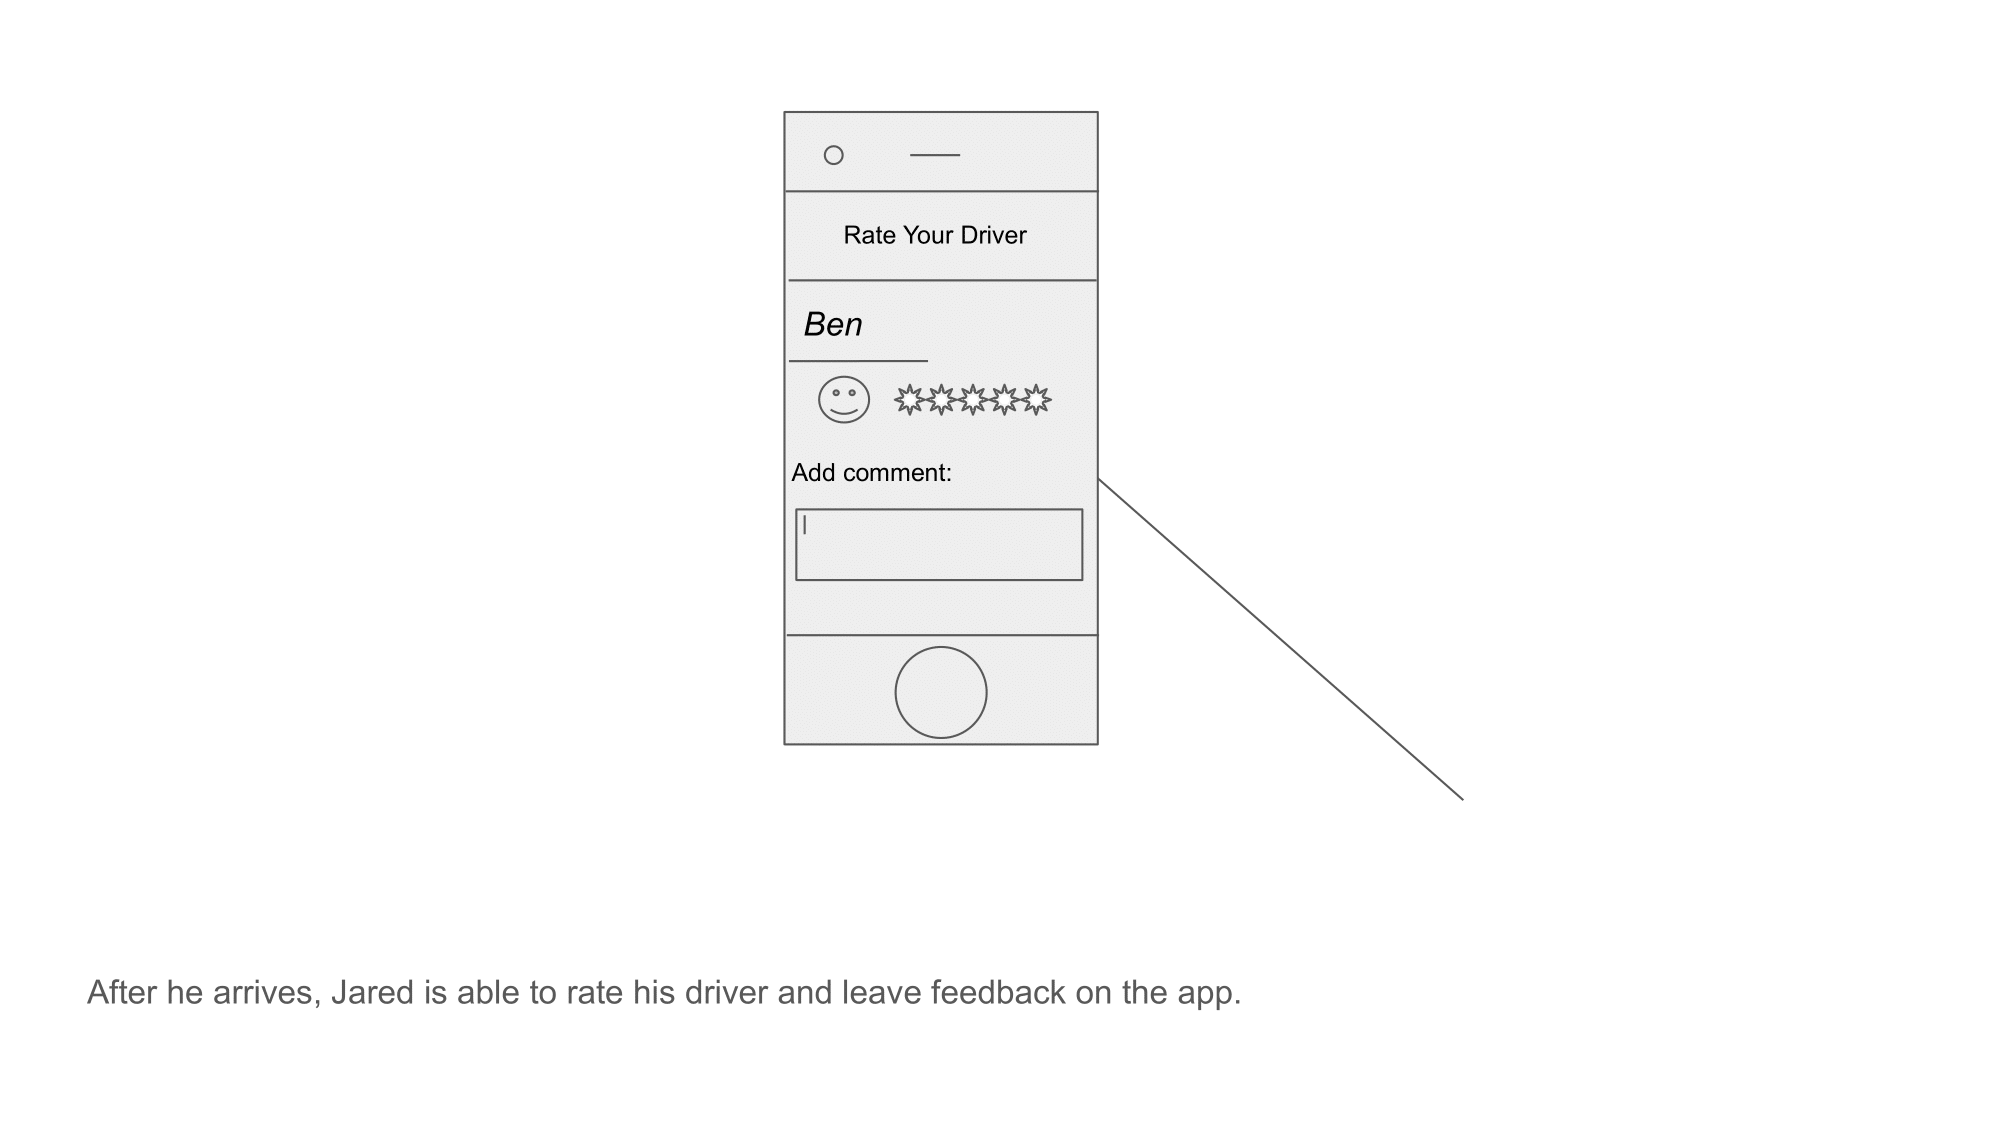 Rate Your Driver
Ben
Add comment:
After he arrives, Jared is able to rate his driver and leave feedback on the app.